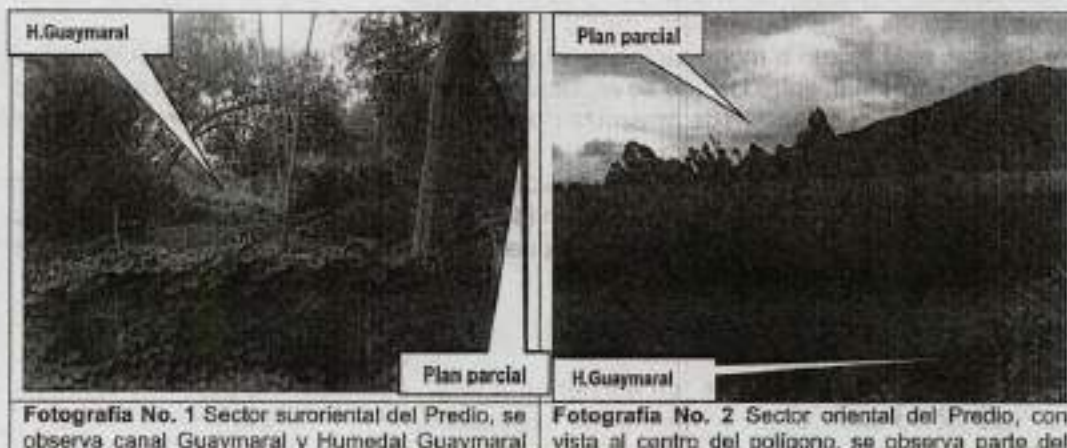 H.Guaymaral
Plan parcial
Plan parcial
H.Guaymaral
Fotografía No. 1 Sector suroriental del Predio, se
observa canal Guaymaral y Humedal Guaymaral
Fotografía No. 2 Sector oriental del Predio, con
vista al centro del polígono, se observa parte del